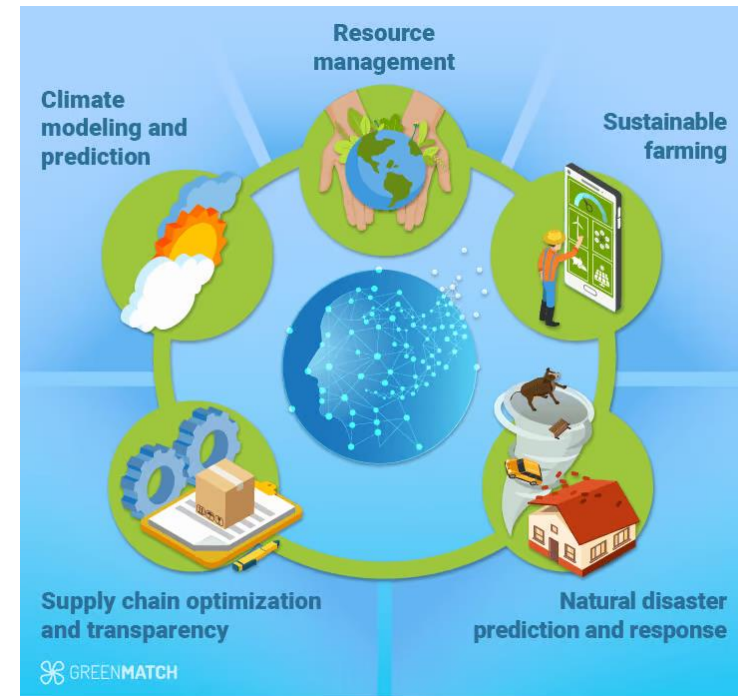 Resource
management
Climate
modeling and
prediction
Sustainable
farming
Supply chain optimization
and transparency
Natural disaster
prediction and response
GREENMATCH